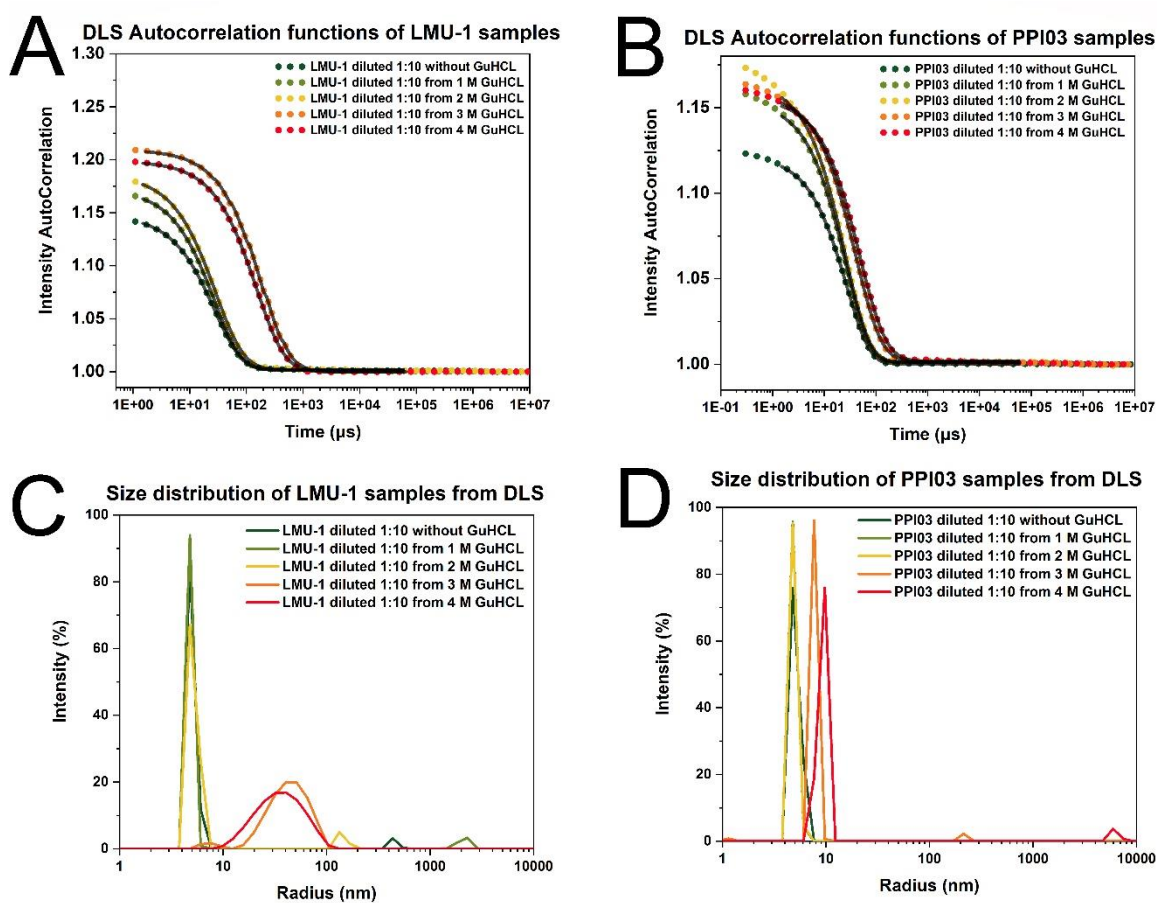 A
DLS Autocorrelation functions of LMU-1 samples
1.30
1.25
1.20
1.15
1.10
1.05
1.00
Intensity AutoCorrelation
LMU-1 diluted 1:10 without GuHCL
LMU-1 diluted 1:10 from 1 M GuHCL
LMU-1 diluted 1:10 from 2 M GuHCL
LMU-1 diluted 1:10 from 3 M GuHCL
LMU-1 diluted 1:10 from 4 M GuHCL
1E+00 1E+01 1E+02 1E+03 1E+04 1E+05 1E+06 1E+07
Time (µs)
B
DLS Autocorrelation functions of PPI03 samples
1.15
1.10
1.05
1.00
Intensity AutoCorrelation
PPI03 diluted 1:10 without GuHCL
PPI03 diluted 1:10 from 1 M GuHCL
PPI03 diluted 1:10 from 2 M GuHCL
PPI03 diluted 1:10 from 3 M GuHCL
PPI03 diluted 1:10 from 4 M GuHCL
1E-01 1E+00 1E+01 1E+02 1E+03 1E+04 1E+05 1E+06 1E+07
Time (µs)
C
Size distribution of LMU-1 samples from DLS
100
80
60
40
20
0
Intensity (%)
LMU-1 diluted 1:10 without GuHCL
LMU-1 diluted 1:10 from 1 M GuHCL
LMU-1 diluted 1:10 from 2 M GuHCL
LMU-1 diluted 1:10 from 3 M GuHCL
LMU-1 diluted 1:10 from 4 M GuHCL
1 10 100 1000 10000
Radius (nm)
D
Size distribution of PPI03 samples from DLS
100
80
60
40
20
0
Intensity (%)
PPI03 diluted 1:10 without GuHCL
PPI03 diluted 1:10 from 1 M GuHCL
PPI03 diluted 1:10 from 2 M GuHCL
PPI03 diluted 1:10 from 3 M GuHCL
PPI03 diluted 1:10 from 4 M GuHCL
1 10 100 1000 10000
Radius (nm)